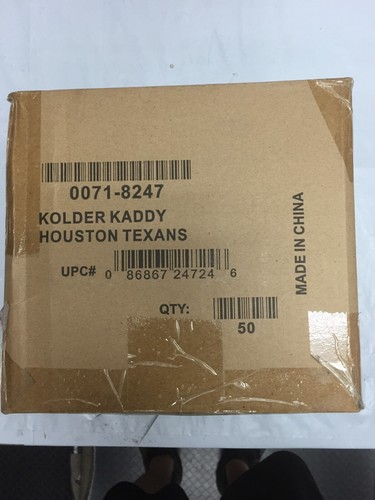 0071-8247
KOLDER KADDY
HOUSTON TEXANS
UPC# 0 86867 24724 6
QTY: 50
MADE IN CHINA